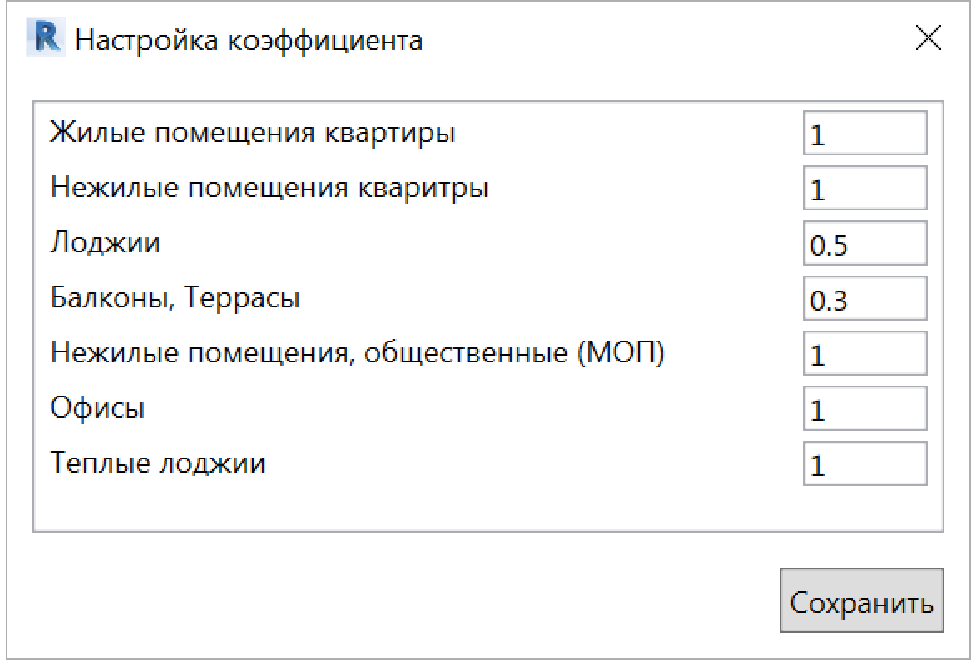 R Настройка коэффициента
Жилые помещения квартиры 1
Нежилые помещения кваритры 1
Лоджии 0.5
Балконы, Террасы 0.3
Нежилые помещения, общественные (МОП) 1
Офисы 1
Теплые лоджии 1
Сохранить